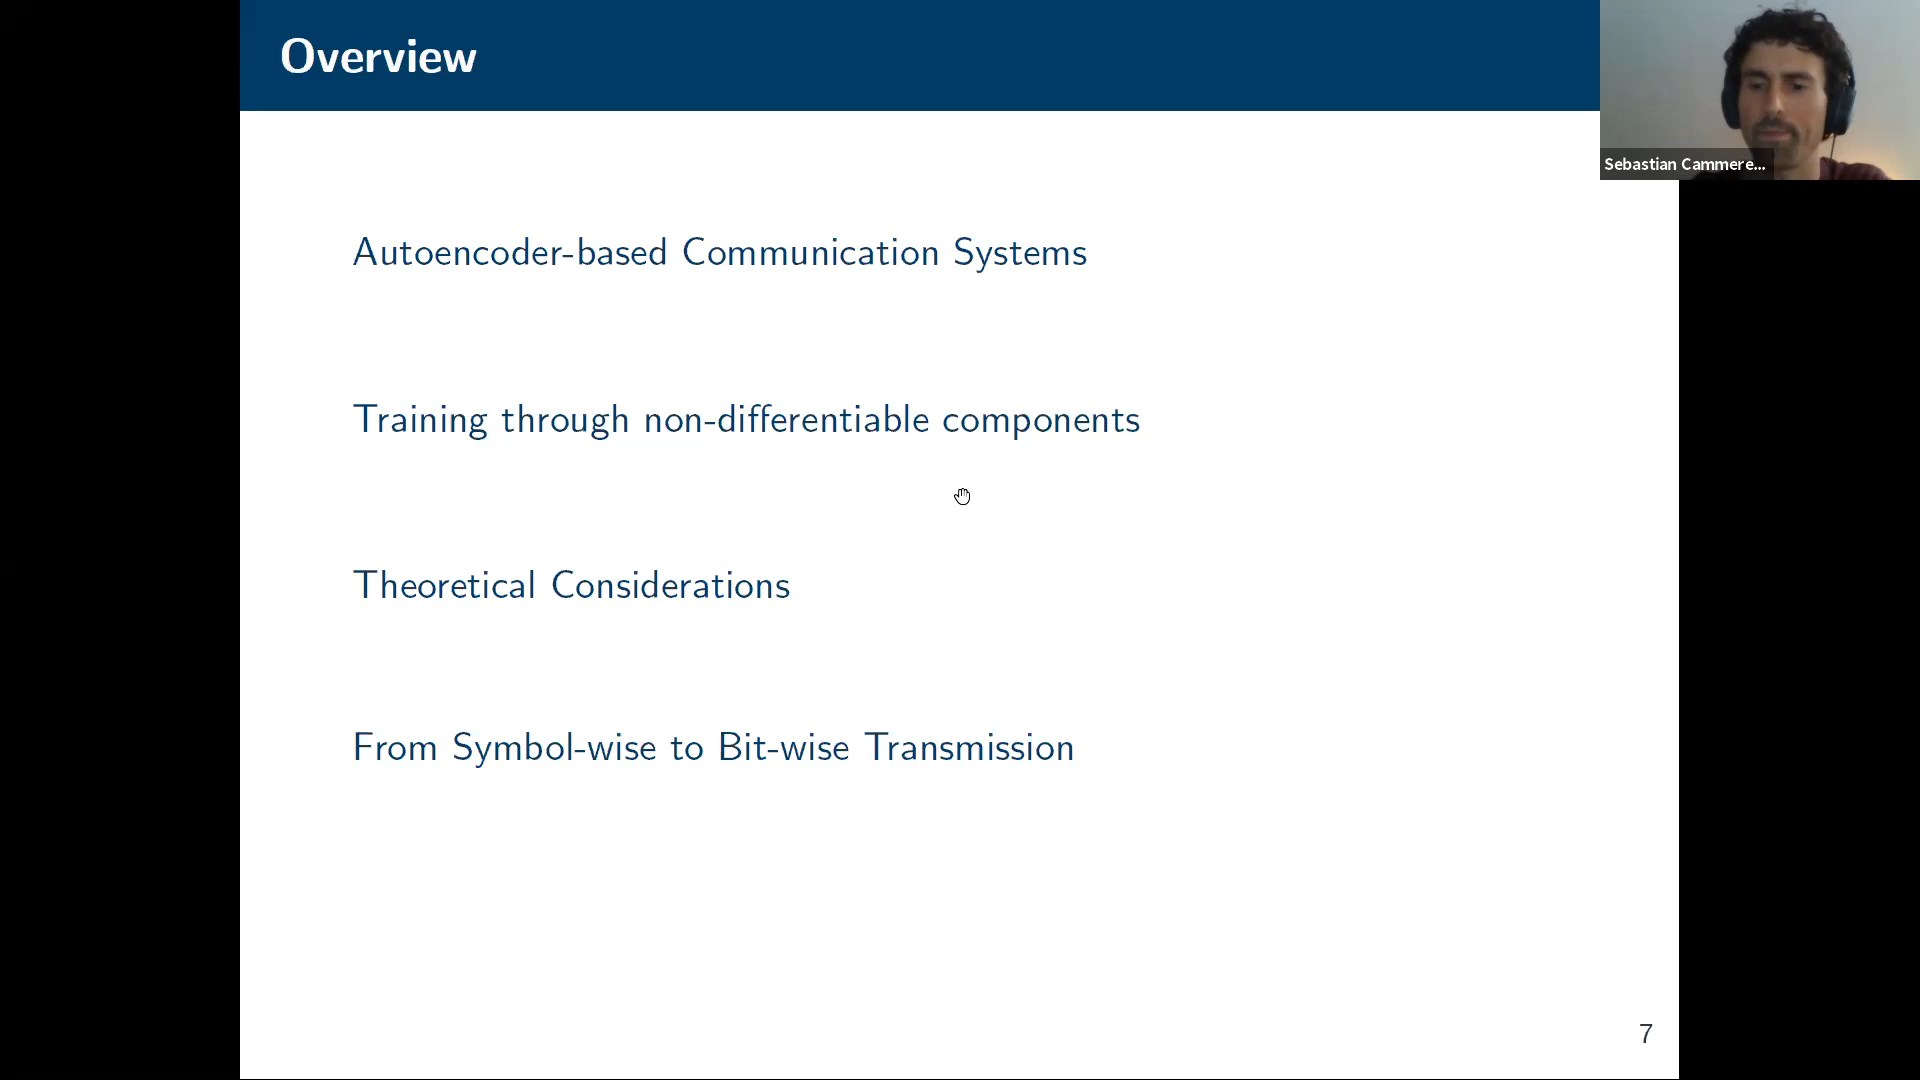 Overview
Sebastian Cammere...
Autoencoder-based Communication Systems
Training through non-differentiable components
Theoretical Considerations
From Symbol-wise to Bit-wise Transmission
7